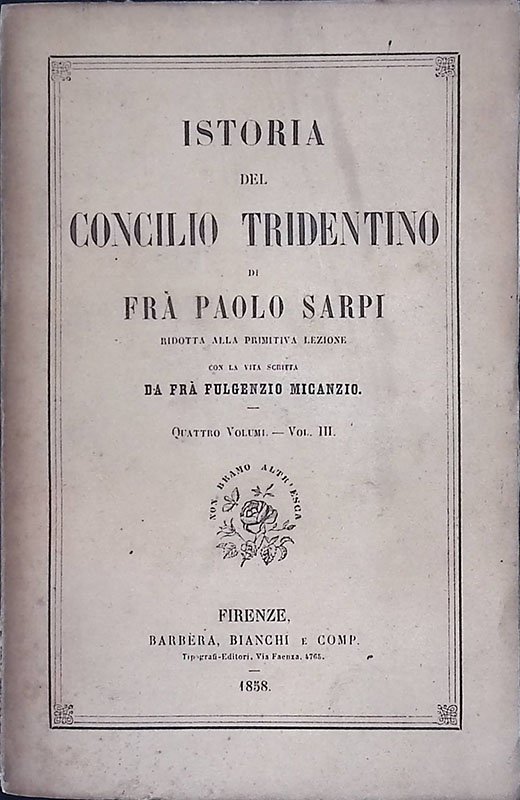 ISTORIA
DEL
CONCILIO TRIDENTINO
DI
FRÀ PAOLO SARPI
RIDOTTA ALLA PRIMITIVA LEZIONE
CON LA VITA SCRITTA
DA FRÀ FULGENZIO MICANZIO.
QUATTRO VOLUMI. — VOL. III.
NON BRAMO ALTR'ESCA
FIRENZE,
BARBÈRA, BIANCHI E COMP.
Tipografi-Editori, Via Faenza, 4765.
1858.